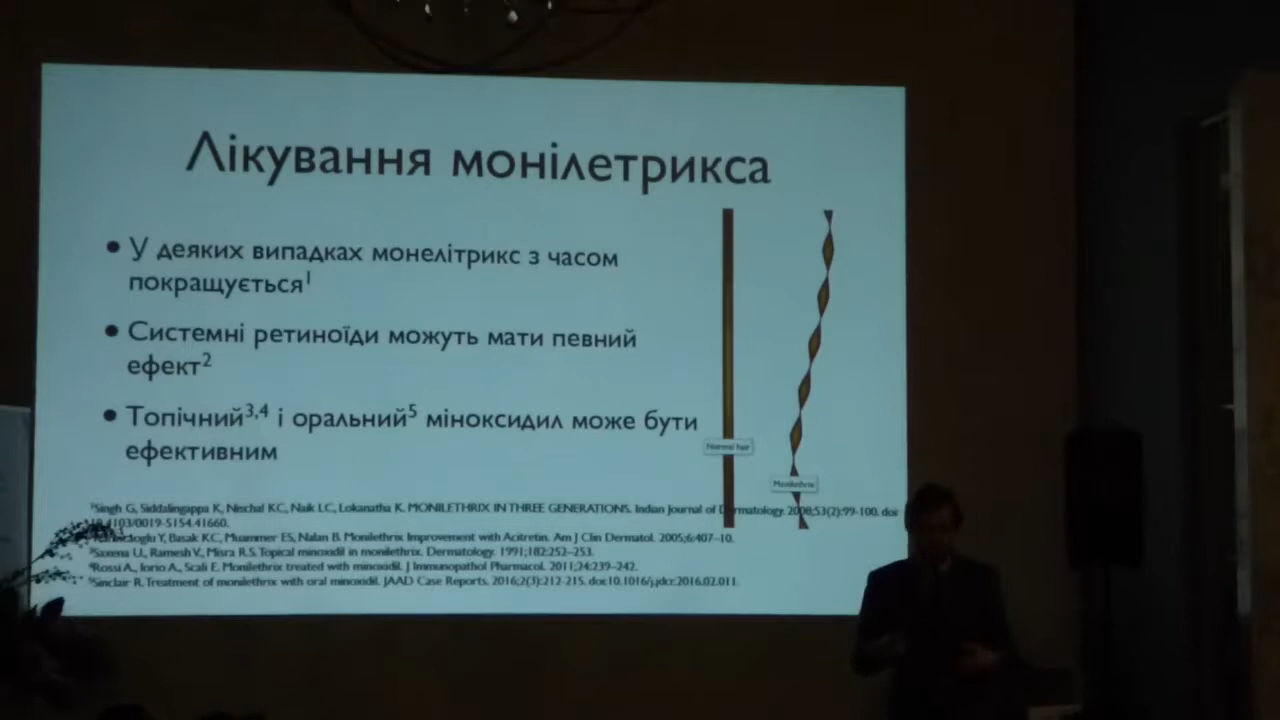 Лікування монілетрикса
• У деяких випадках монелітрикс з часом
покращується¹
• Системні ретиноїди можуть мати певний
ефект²
• Топічний³,⁴ і оральний⁵ міноксидил може бути
ефективним
Normal hair
Monilethrix
¹Singh G, Siddalingappa K, Nischal KC, Naik LC, Lokanatha K. MONILETHRIX IN THREE GENERATIONS. Indian Journal of Dermatology. 2008;53(2):99-100. doi:
10.4103/0019-5154.41660.
Y, Basak KC, Muammer ES, Nalan B. Monilethrix Improvement with Acitretin. Am J Clin Dermatol. 2005;6:407–10.
³Saxena U., Ramesh V., Misra R.S. Topical minoxidil in monilethrix. Dermatology. 1991;182:252–253.
⁴Rossi A., Iorio A., Scali E. Monilethrix treated with minoxidil. J Immunopathol Pharmacol. 2011;24:239–242.
⁵Sinclair R. Treatment of monilethrix with oral minoxidil. JAAD Case Reports. 2016;2(3):212-215. doi:10.1016/j.jdcr.2016.02.011.